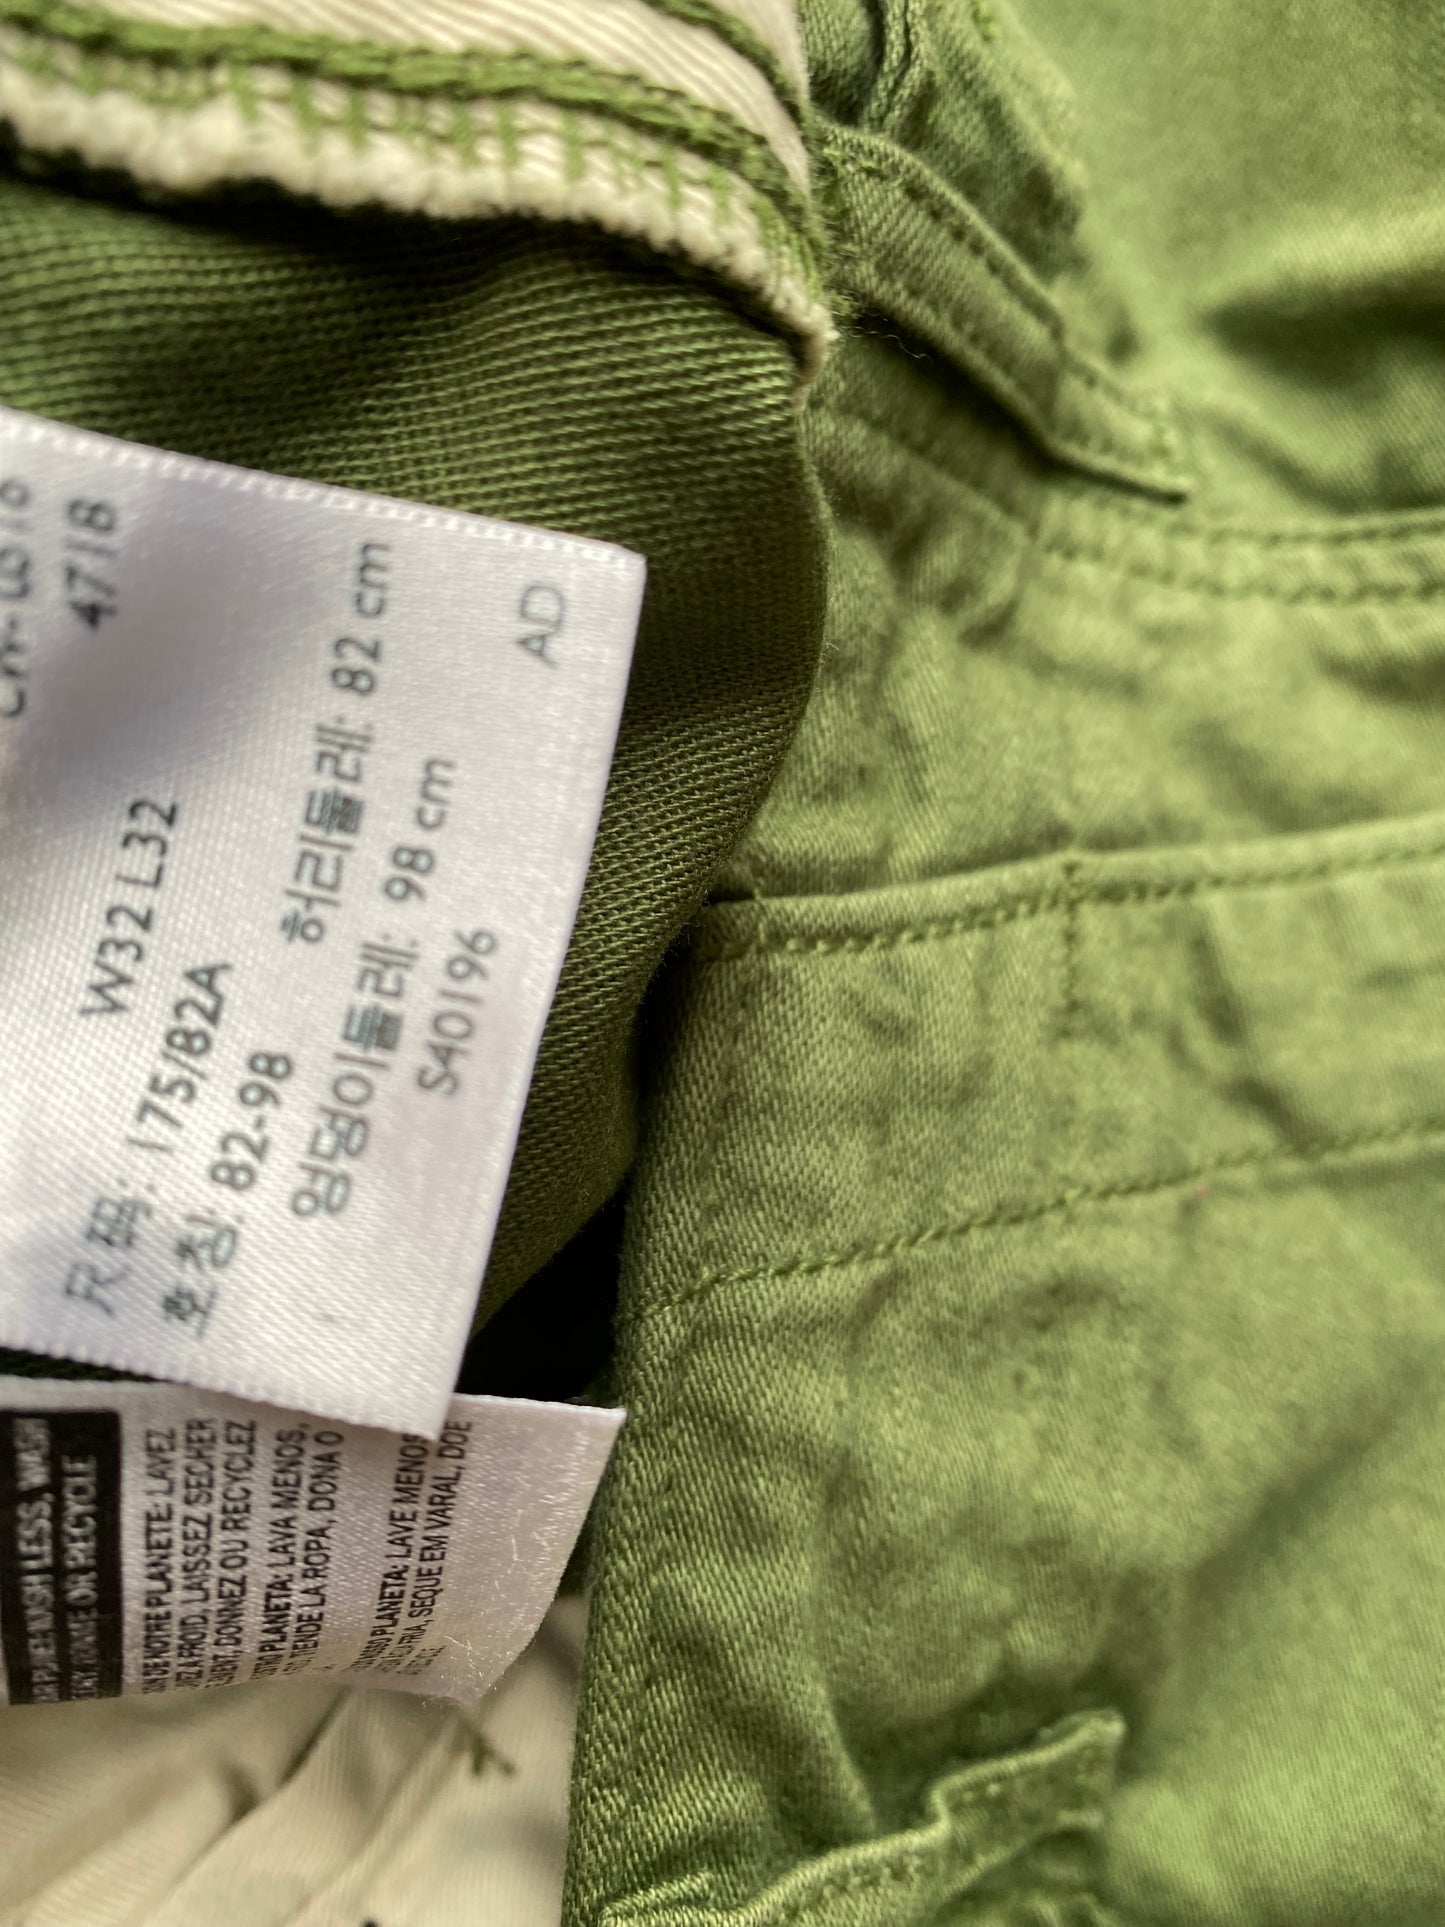 4718
W32 L32
尺码: 175/82A
호칭: 82-98
허리둘레: 82 cm
엉덩이둘레: 98 cm
S40196
AD
LESS, WASH
OR RECYCLE
NOTRE PLANETE: LAVEZ
FROID, LAISSEZ SECHER
DONNEZ OU RECYCLEZ
PLANETA: LAVA MENOS,
TIENDE LA ROPA, DONA O
PLANETA: LAVE MENOS
FRIA, SEQUE EM VARAL, DOE